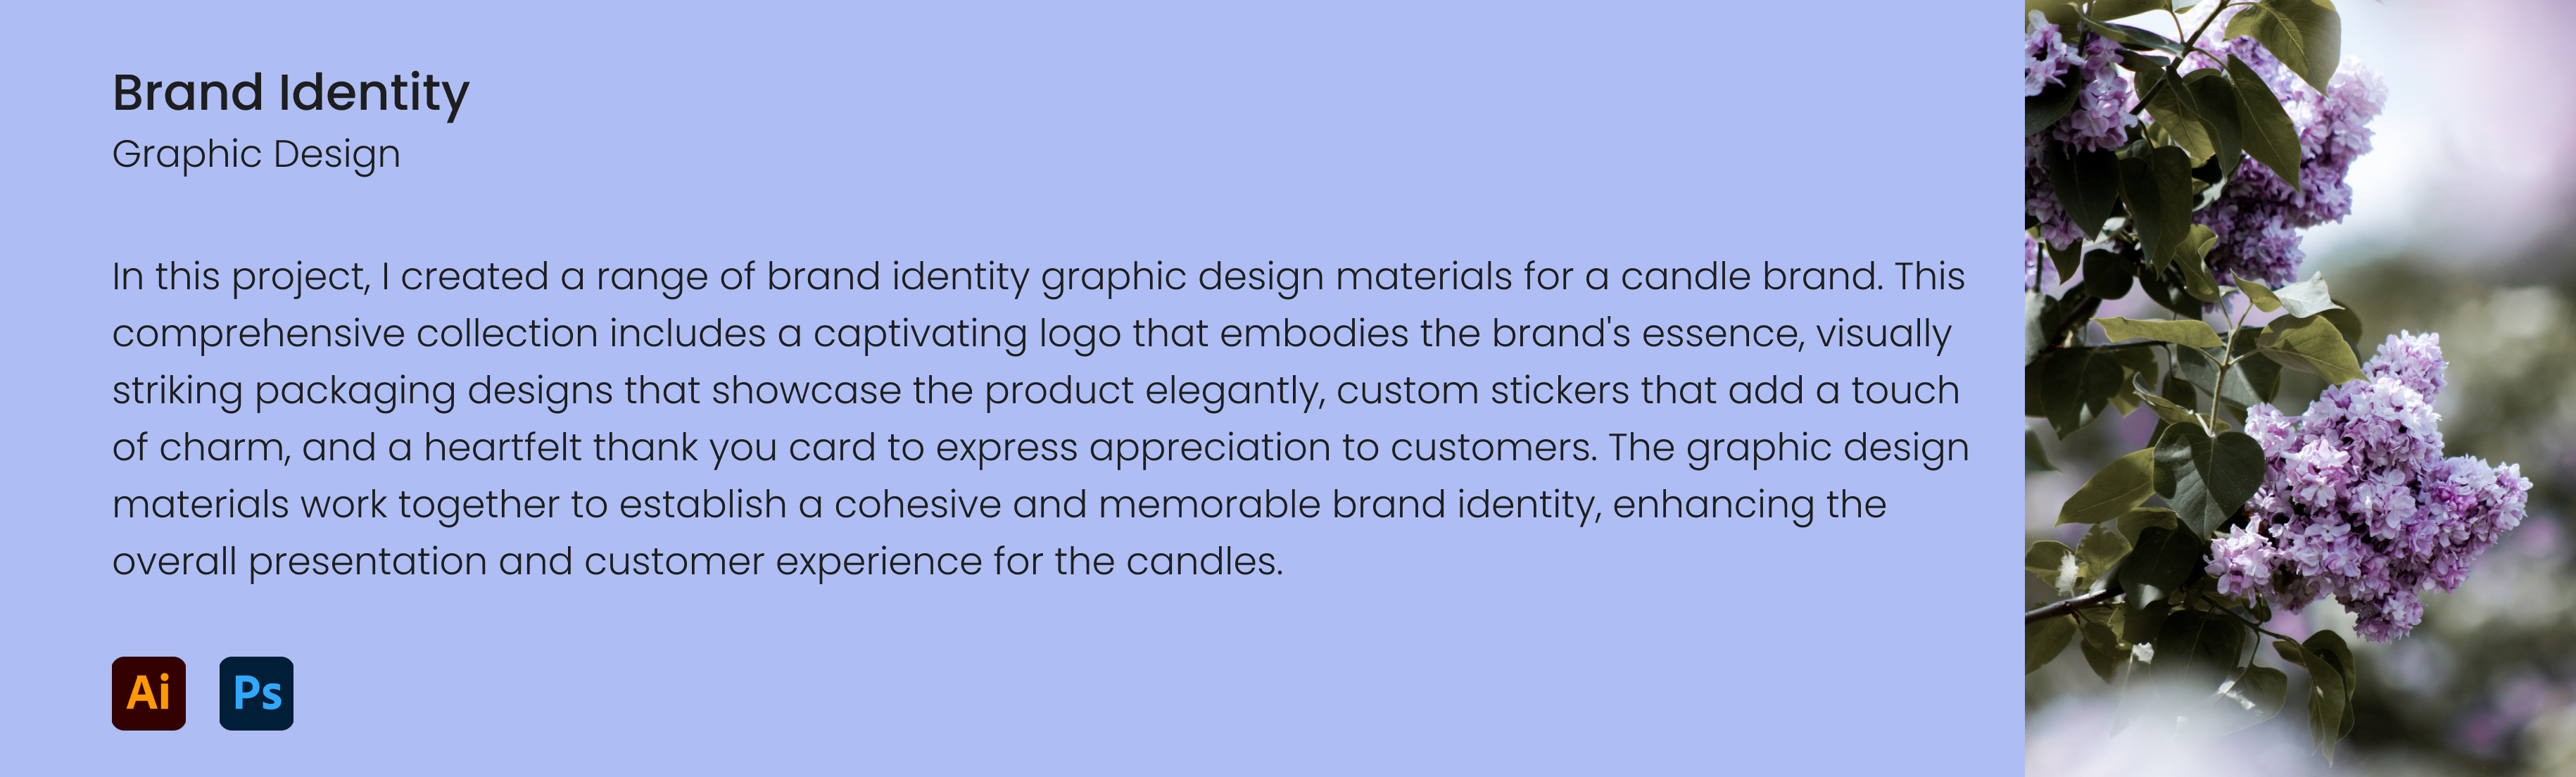 Brand Identity
Graphic Design
In this project, I created a range of brand identity graphic design materials for a candle brand. This
comprehensive collection includes a captivating logo that embodies the brand's essence, visually
striking packaging designs that showcase the product elegantly, custom stickers that add a touch
of charm, and a heartfelt thank you card to express appreciation to customers. The graphic design
materials work together to establish a cohesive and memorable brand identity, enhancing the
overall presentation and customer experience for the candles.
Ai Ps